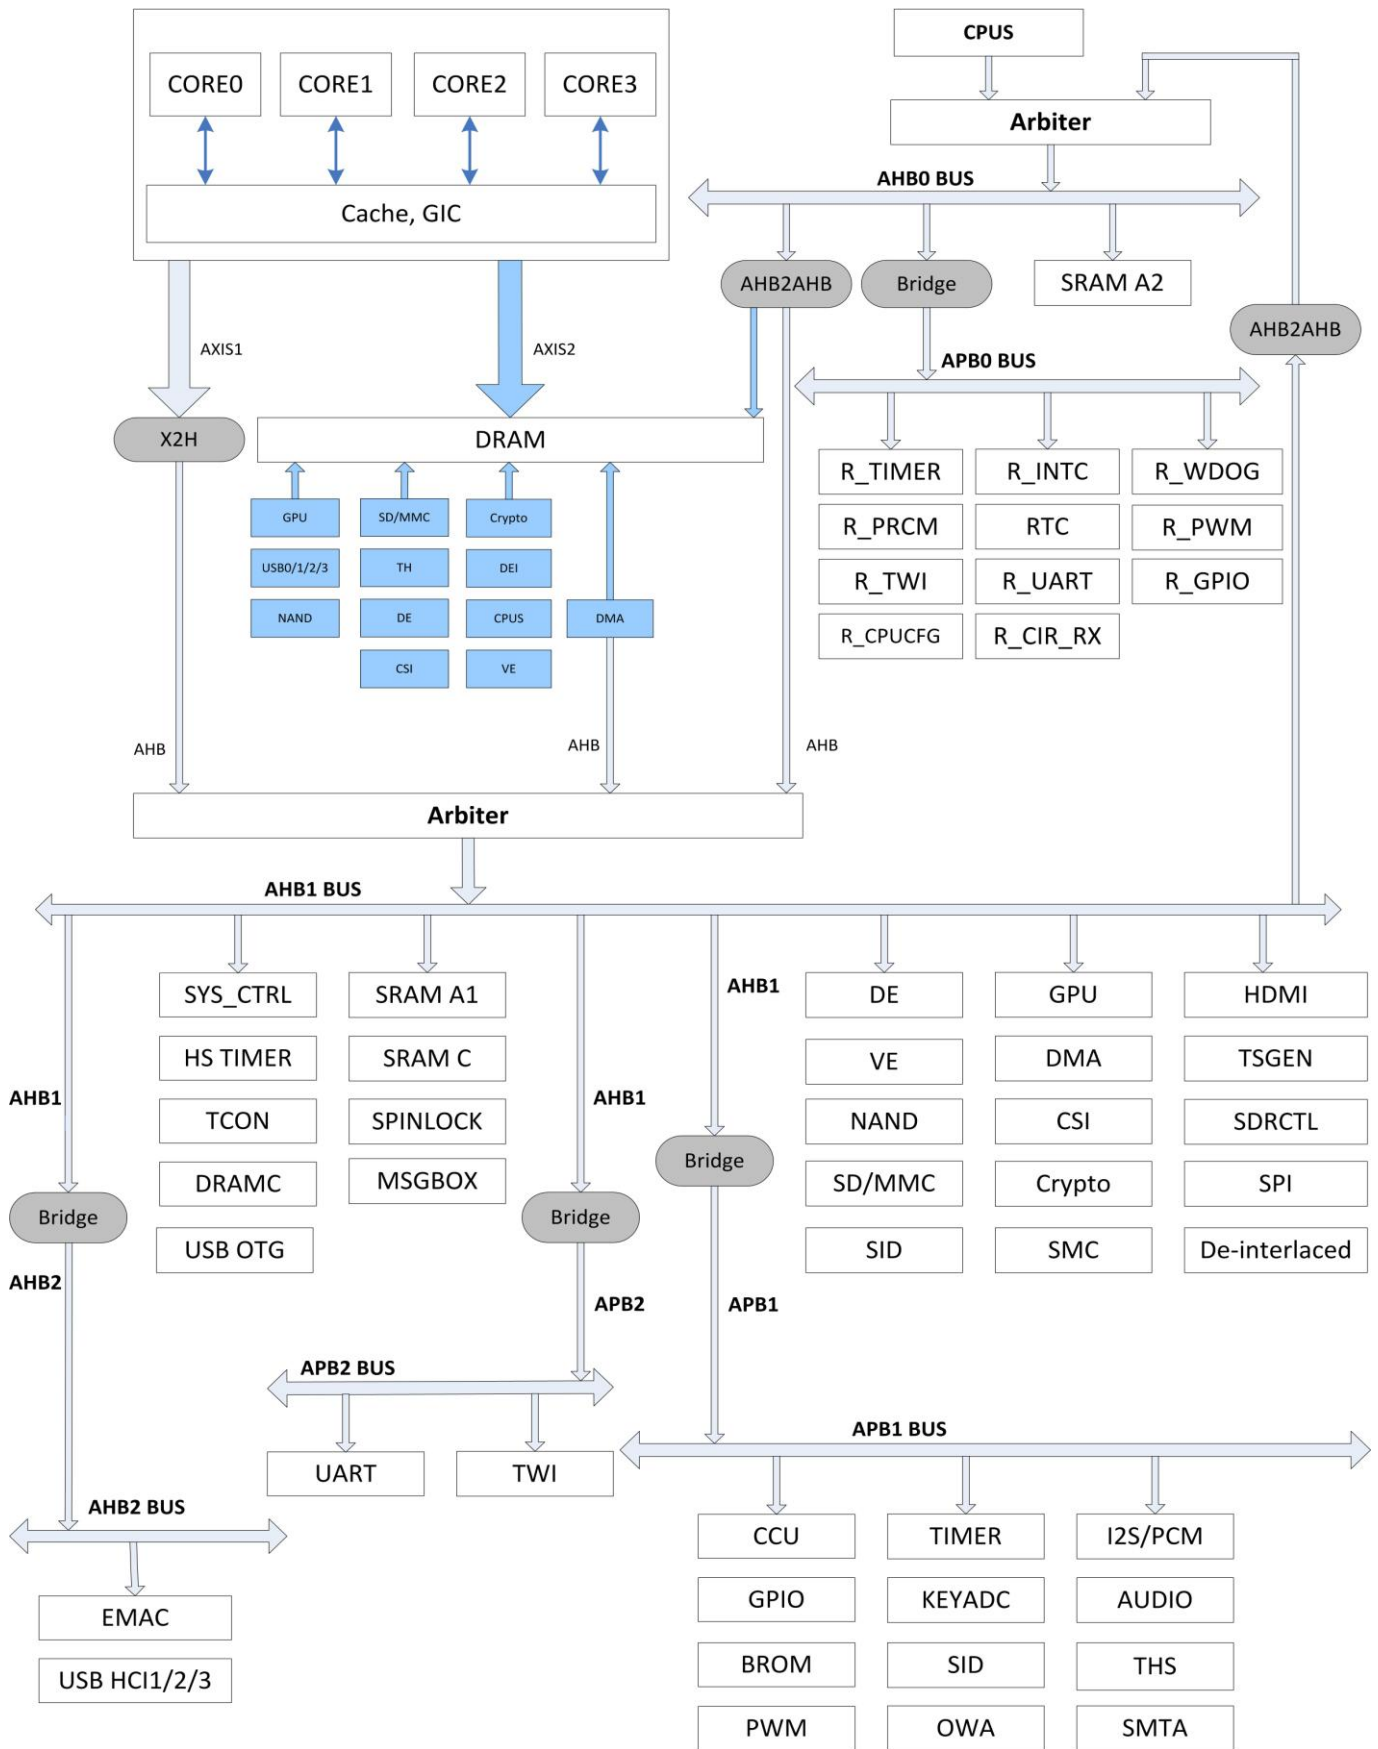 CPUS
CORE0
CORE1
CORE2
CORE3
Arbiter
Cache, GIC
AHB0 BUS
AHB2AHB
Bridge
SRAM A2
AHB2AHB
AXIS1
AXIS2
APB0 BUS
X2H
DRAM
R_TIMER
R_INTC
R_WDOG
GPU
SD/MMC
Crypto
R_PRCM
RTC
R_PWM
USB0/1/2/3
TH
DEI
R_TWI
R_UART
R_GPIO
NAND
DE
CPUS
DMA
R_CPUCFG
R_CIR_RX
CSI
VE
AHB
AHB
AHB
Arbiter
AHB1 BUS
SYS_CTRL
SRAM A1
AHB1
DE
GPU
HDMI
HS TIMER
SRAM C
VE
DMA
TSGEN
AHB1
AHB1
TCON
SPINLOCK
NAND
CSI
SDRCTL
Bridge
DRAMC
MSGBOX
SD/MMC
Crypto
SPI
Bridge
Bridge
USB OTG
SID
SMC
De-interlaced
AHB2
APB2
APB1
APB2 BUS
APB1 BUS
UART
TWI
AHB2 BUS
CCU
TIMER
I2S/PCM
EMAC
GPIO
KEYADC
AUDIO
USB HCI1/2/3
BROM
SID
THS
PWM
OWA
SMTA